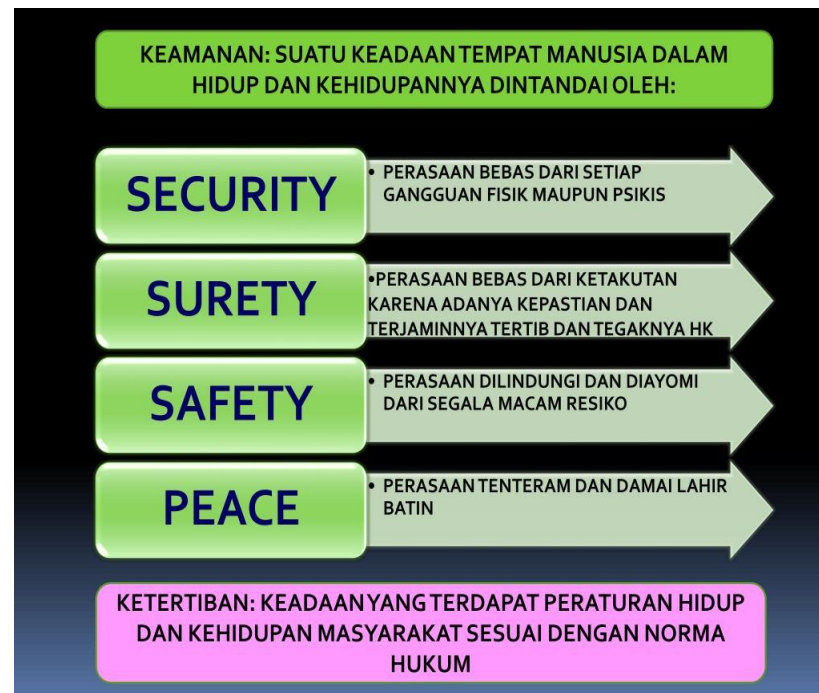 KEAMANAN: SUATU KEADAAN TEMPAT MANUSIA DALAM
HIDUP DAN KEHIDUPANNYA DINTANDAI OLEH:
SECURITY
• PERASAAN BEBAS DARI SETIAP
GANGGUAN FISIK MAUPUN PSIKIS
SURETY
•PERASAAN BEBAS DARI KETAKUTAN
KARENA ADANYA KEPASTIAN DAN
TERJAMINNYA TERTIB DAN TEGAKNYA HK
SAFETY
• PERASAAN DILINDUNGI DAN DIAYOMI
DARI SEGALA MACAM RESIKO
PEACE
• PERASAAN TENTERAM DAN DAMAI LAHIR
BATIN
KETERTIBAN: KEADAAN YANG TERDAPAT PERATURAN HIDUP
DAN KEHIDUPAN MASYARAKAT SESUAI DENGAN NORMA
HUKUM